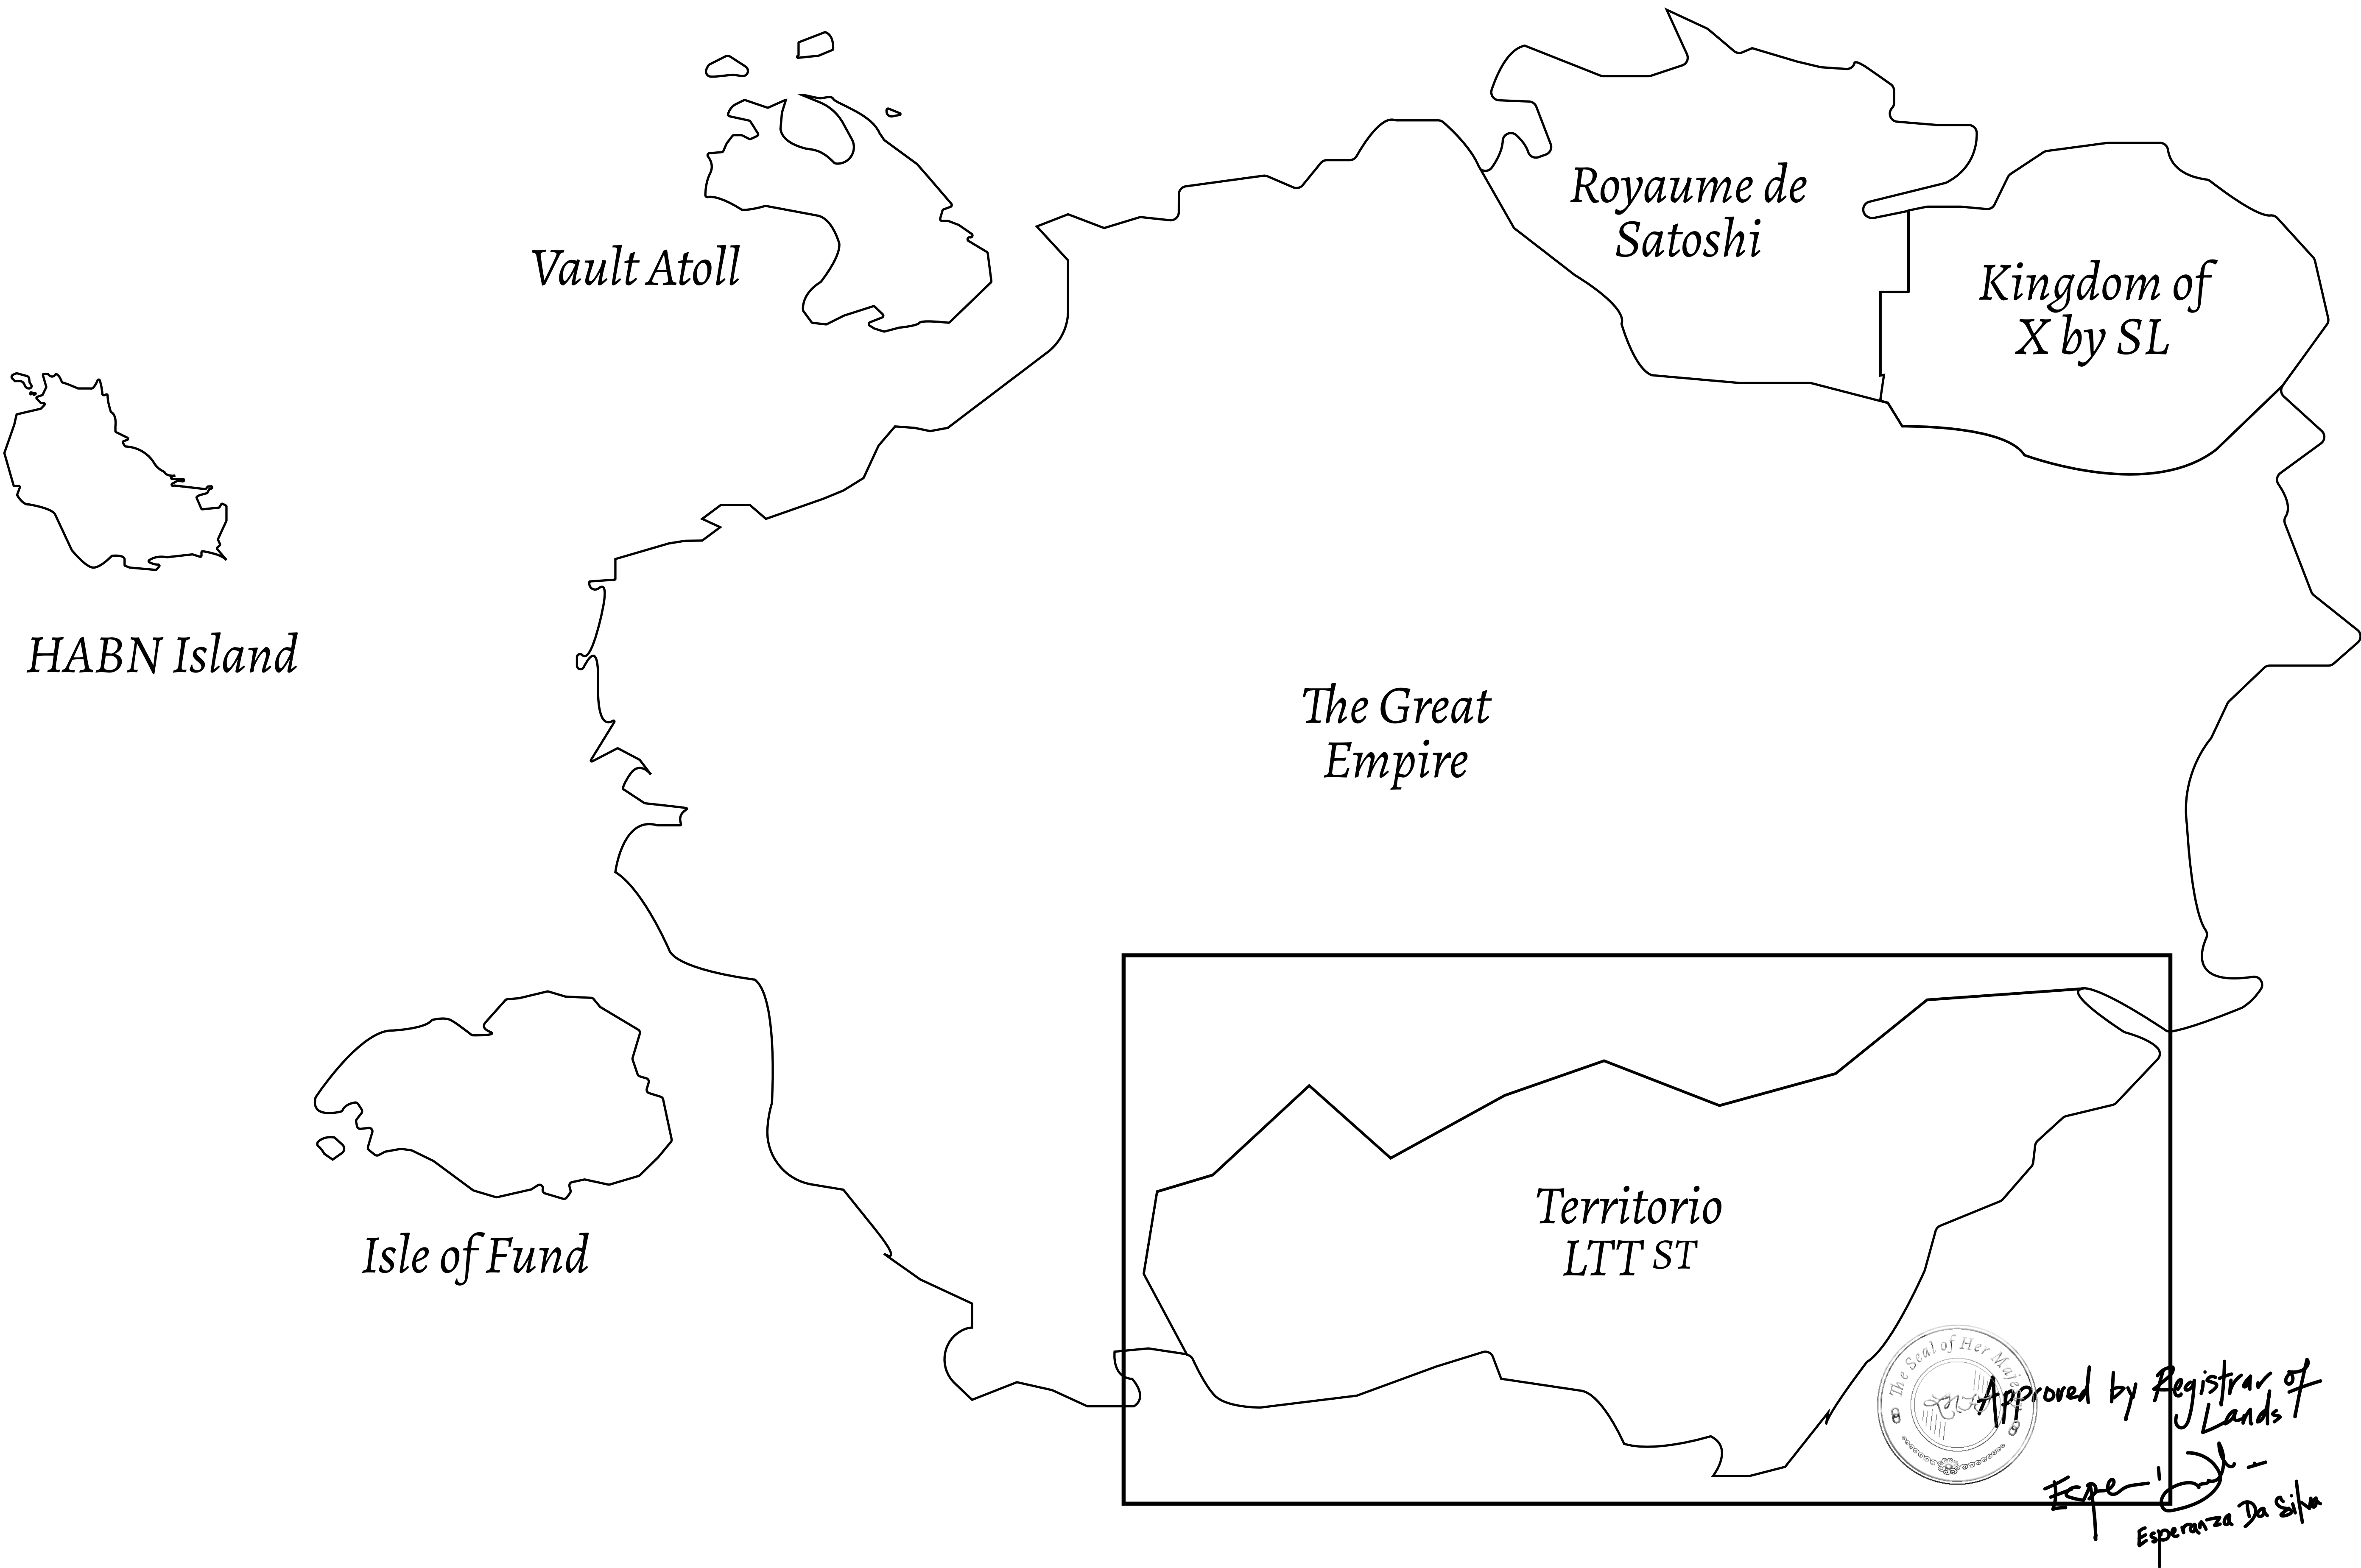 Royaume de
Satoshi
Vault Atoll
Kingdom of
X by SL
HABN Island
The Great
Empire
Territorio
LTT ST
Isle of Fund
The Seal of Her
Approved by Registrar of
Lands
Esperanza Da Silva